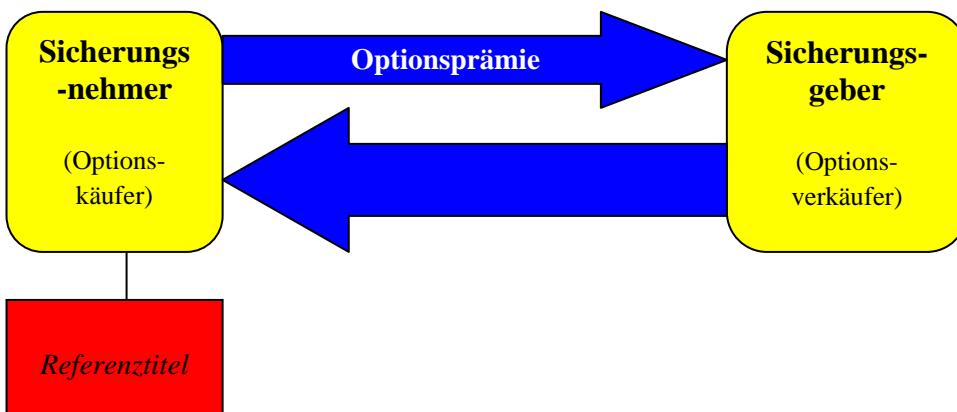 Sicherungs
-nehmer
(Options-
käufer)
Optionsprämie
Sicherungs-
geber
(Options-
verkäufer)
Referenztitel